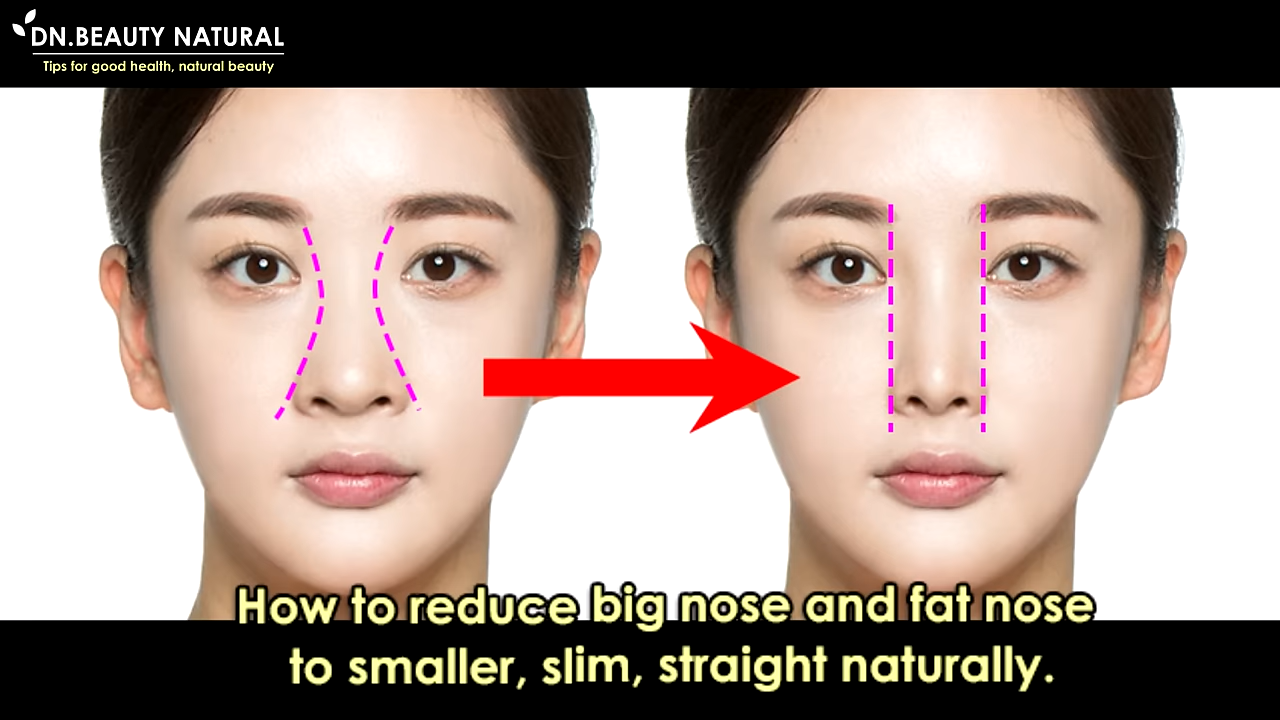 DN.BEAUTY NATURAL
Tips for good health, natural beauty
How to reduce big nose and fat nose
to smaller, slim, straight naturally.